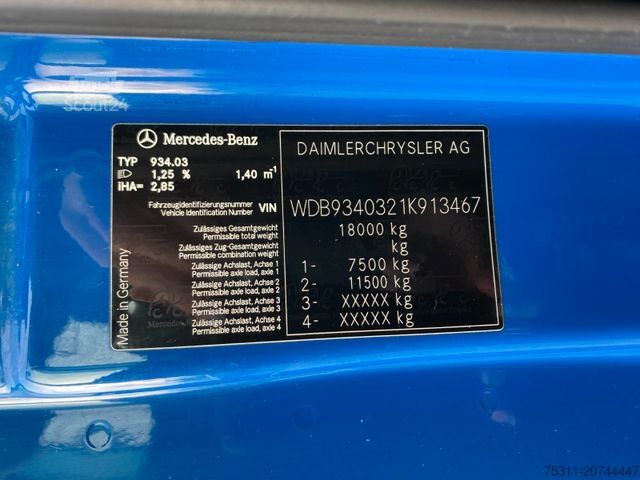 Scout24
Mercedes-Benz
TYP 934.03
1,25 % 1,40 m-1
iHA= 2,85
DAIMLERCHRYSLER AG
Fahrzeugidentifizierungsnummer
Vehicle Identification Number VIN WDB9340321K913467
Zulässiges Gesamtgewicht
Permissible total weight 18000 kg
Zulässiges Zug-Gesamtgewicht
Permissible combination weight kg
Zulässige Achslast, Achse 1
Permissible axle load, axle 1 1- 7500 kg
Zulässige Achslast, Achse 2
Permissible axle load, axle 2 2- 11500 kg
Zulässige Achslast, Achse 3
Permissible axle load, axle 3 3- XXXXX kg
Zulässige Achslast, Achse 4
Permissible axle load, axle 4 4- XXXXX kg
Made in Germany
75311-20744447